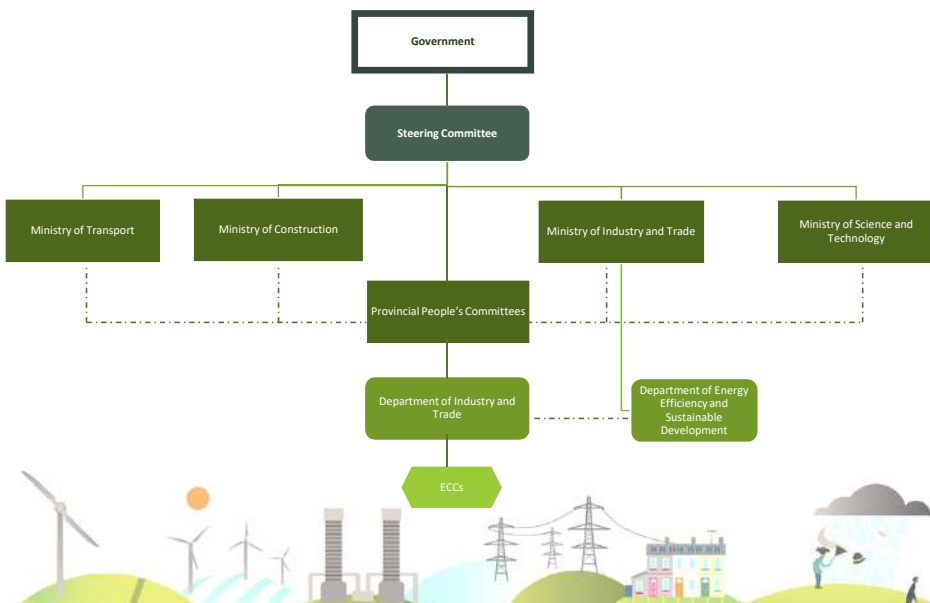 Government
Steering Committee
Ministry of Transport
Ministry of Construction
Ministry of Industry and Trade
Ministry of Science and
Technology
Provincial People's Committees
Department of Industry and
Trade
Department of Energy
Efficiency and
Sustainable
Development
ECCs